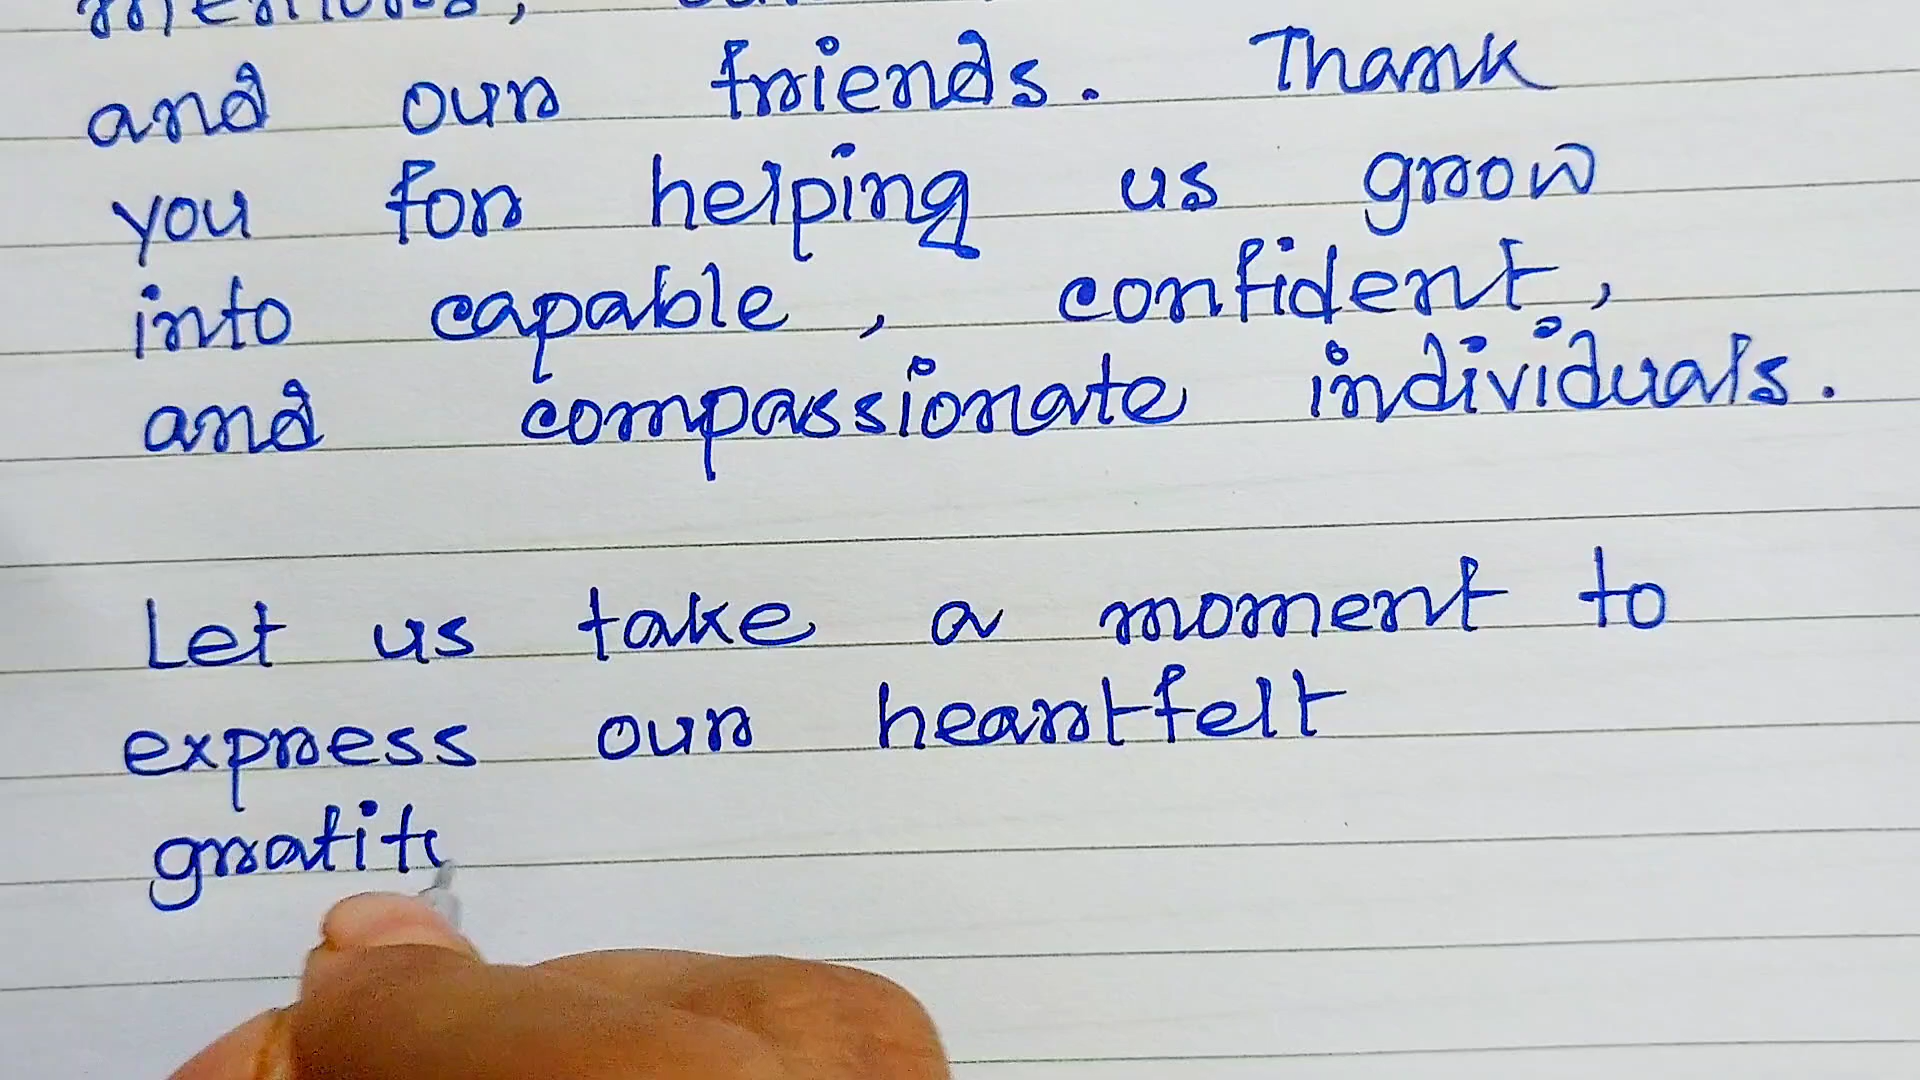 and our friends. Thank
you for helping us grow
into capable, confident,
and compassionate individuals.
Let us take a moment to
express our heartfelt
gratitu